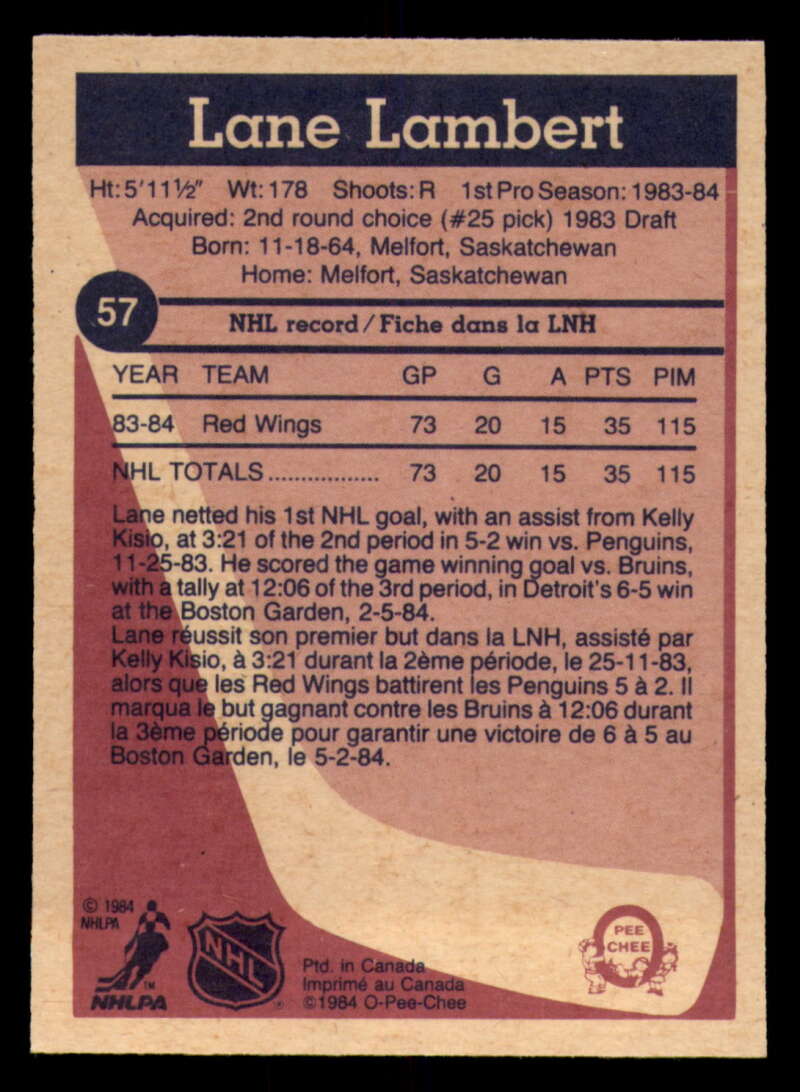 Lane Lambert
Ht: 5'11½" Wt: 178 Shoots: R 1st Pro Season: 1983-84
Acquired: 2nd round choice (#25 pick) 1983 Draft
Born: 11-18-64, Melfort, Saskatchewan
Home: Melfort, Saskatchewan
57
NHL record / Fiche dans la LNH
YEAR TEAM GP G A PTS PIM
83-84 Red Wings 73 20 15 35 115
NHL TOTALS................. 73 20 15 35 115
Lane netted his 1st NHL goal, with an assist from Kelly
Kisio, at 3:21 of the 2nd period in 5-2 win vs. Penguins,
11-25-83. He scored the game winning goal vs. Bruins,
with a tally at 12:06 of the 3rd period, in Detroit's 6-5 win
at the Boston Garden, 2-5-84.
Lane réussit son premier but dans la LNH, assisté par
Kelly Kisio, à 3:21 durant la 2ème période, le 25-11-83,
alors que les Red Wings battirent les Penguins 5 à 2. Il
marqua le but gagnant contre les Bruins à 12:06 durant
la 3ème période pour garantir une victoire de 6 à 5 au
Boston Garden, le 5-2-84.
© 1984
NHLPA
TM
NHLPA
NHL
®
Ptd. in Canada
Imprimé au Canada
©1984 O-Pee-Chee
PEE
CHEE